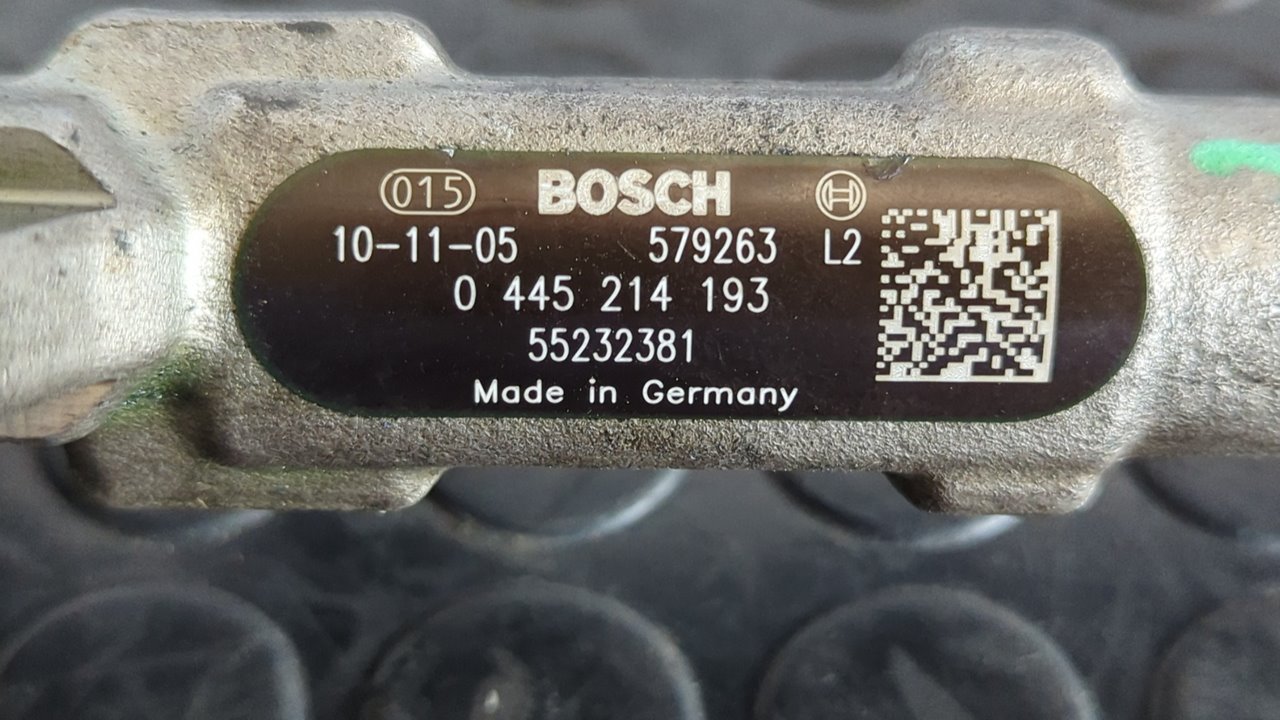 015 BOSCH
10-11-05 579263 L2
0 445 214 193
55232381
Made in Germany